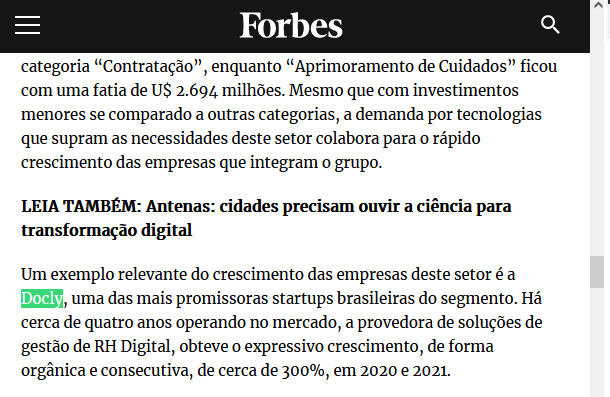 Forbes
categoria “Contratação”, enquanto “Aprimoramento de Cuidados” ficou
com uma fatia de U$ 2.694 milhões. Mesmo que com investimentos
menores se comparado a outras categorias, a demanda por tecnologias
que supram as necessidades deste setor colabora para o rápido
crescimento das empresas que integram o grupo.
LEIA TAMBÉM: Antenas: cidades precisam ouvir a ciência para
transformação digital
Um exemplo relevante do crescimento das empresas deste setor é a
Docly, uma das mais promissoras startups brasileiras do segmento. Há
cerca de quatro anos operando no mercado, a provedora de soluções de
gestão de RH Digital, obteve o expressivo crescimento, de forma
orgânica e consecutiva, de cerca de 300%, em 2020 e 2021.